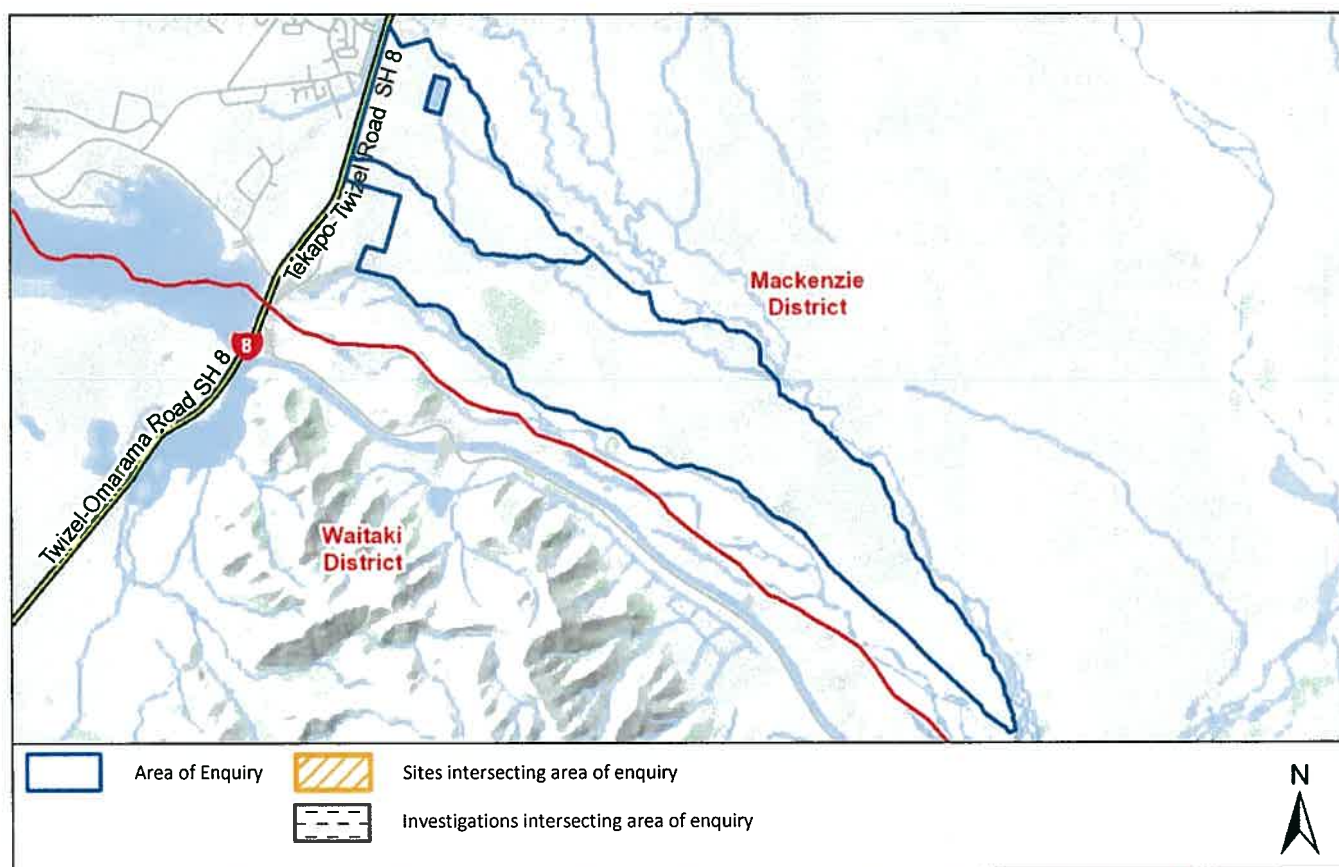 Tekapo-Twizel Road SH 8
Mackenzie
District
8
Twizel-Omarama Road SH 8
Waitaki
District
Area of Enquiry
Sites intersecting area of enquiry
Investigations intersecting area of enquiry
N